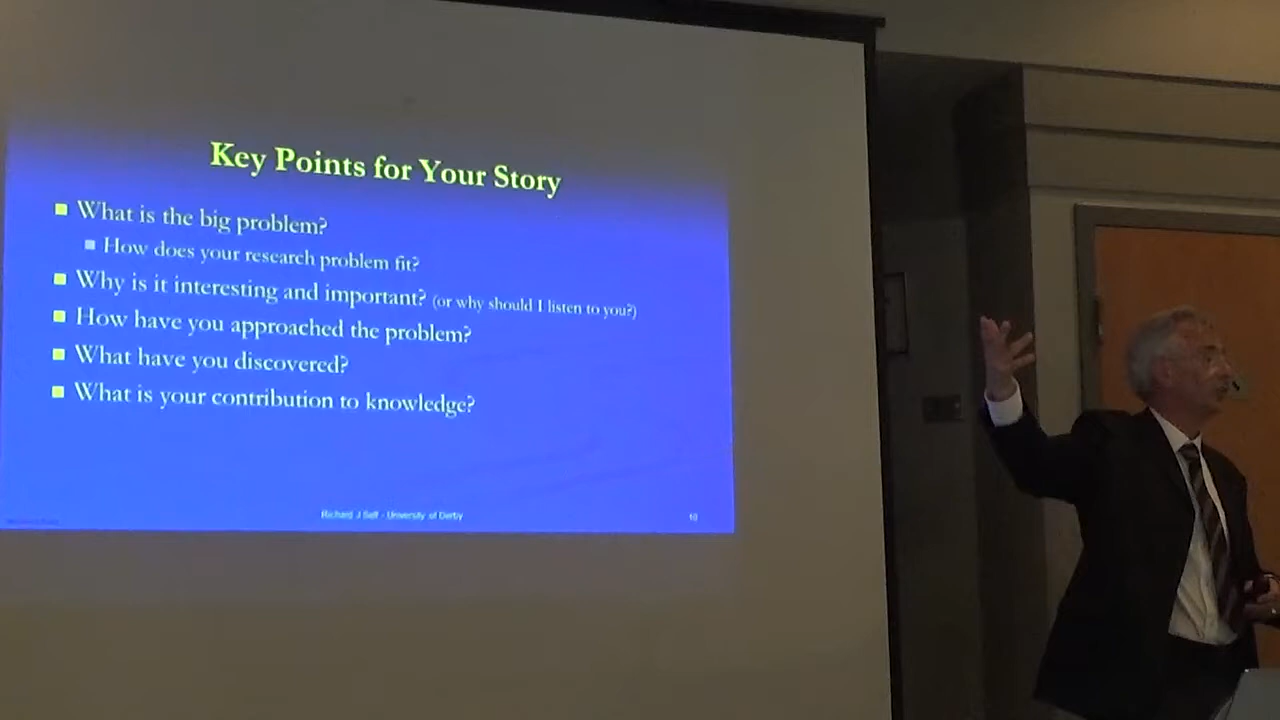 Key Points for Your Story
What is the big problem?
How does your research problem fit?
Why is it interesting and important? (or why should I listen to you?)
How have you approached the problem?
What have you discovered?
What is your contribution to knowledge?
Richard J Self - University of Derby
10